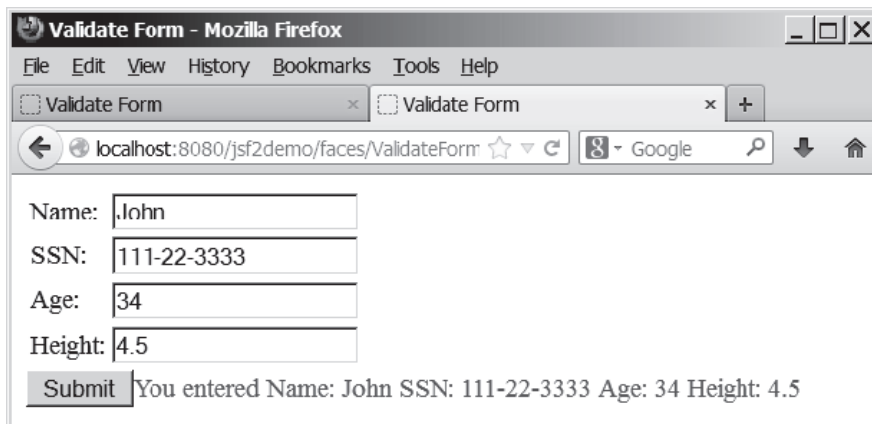 Validate Form - Mozilla Firefox
File Edit View History Bookmarks Tools Help
Validate Form × Validate Form × +
localhost:8080/jsf2demo/faces/ValidateForm 8 Google
Name: John
SSN: 111-22-3333
Age: 34
Height: 4.5
Submit You entered Name: John SSN: 111-22-3333 Age: 34 Height: 4.5